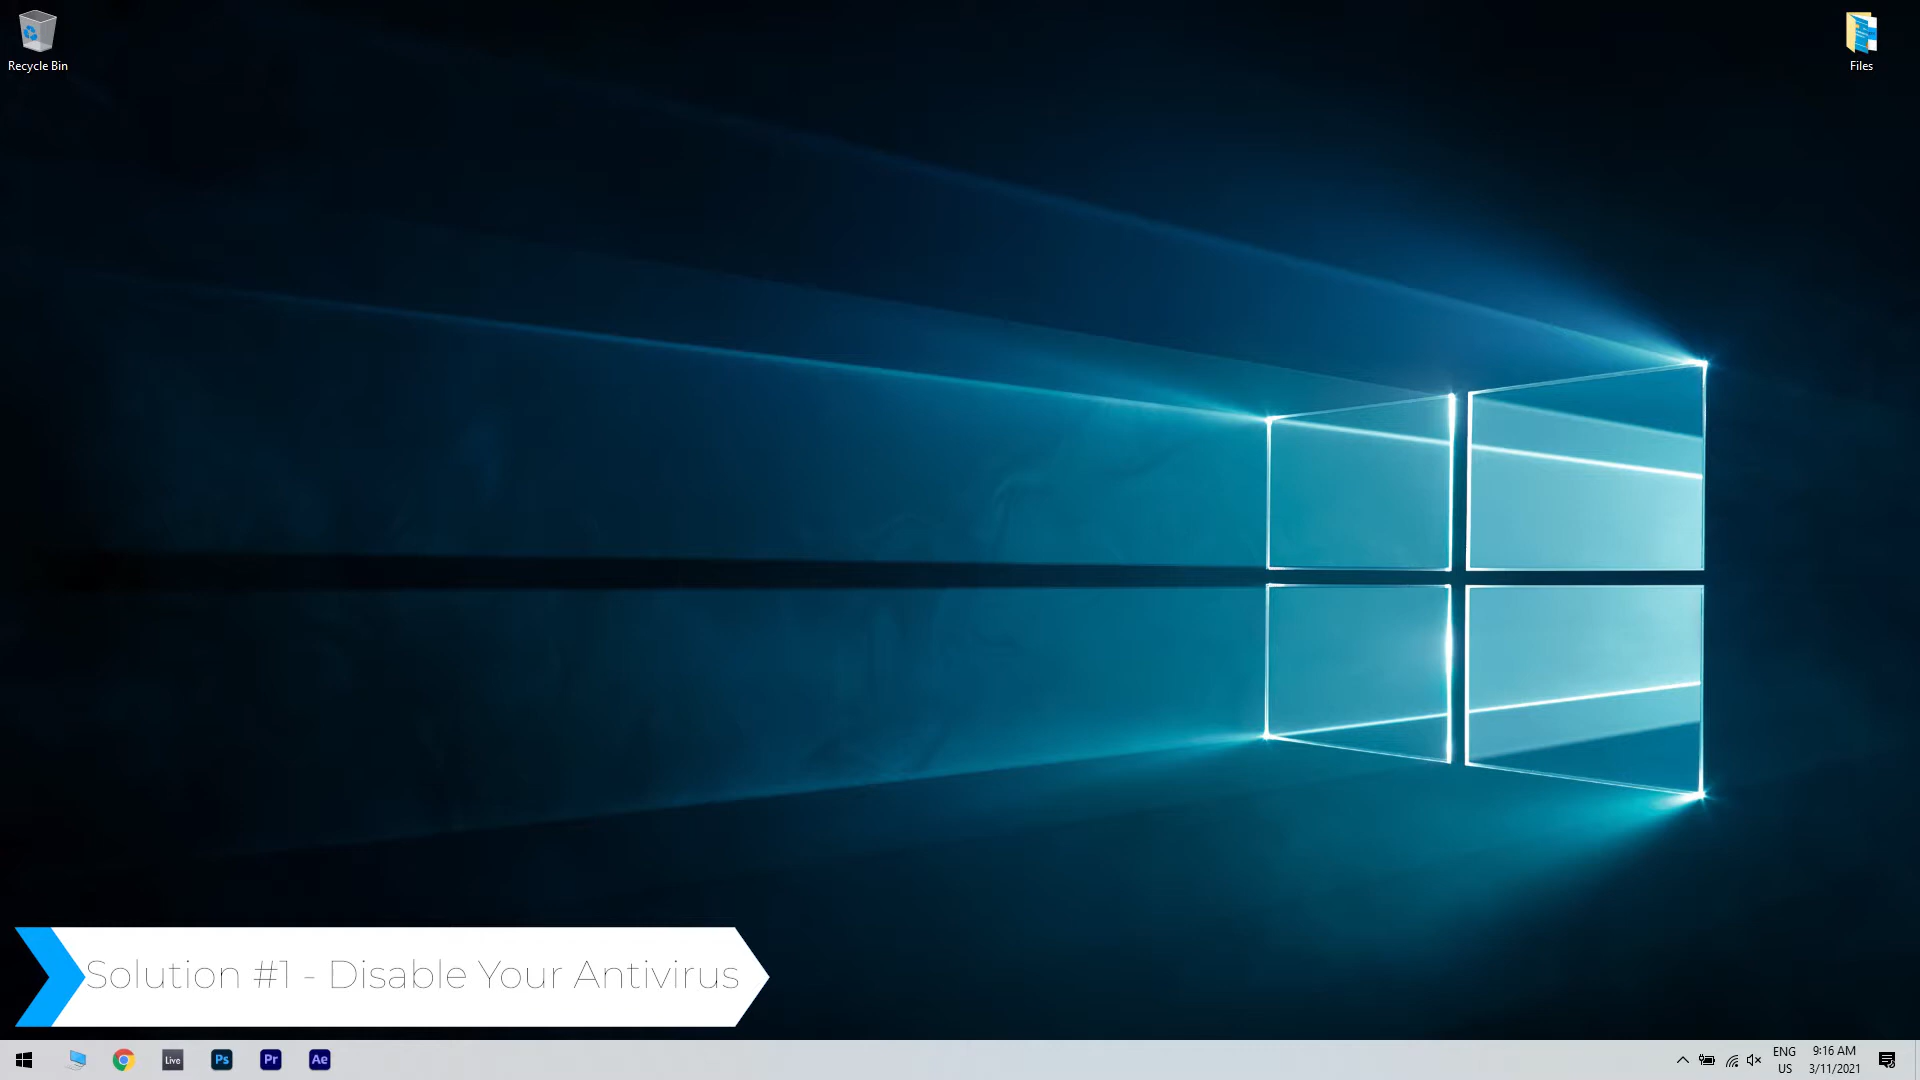 Recycle Bin
Files
Solution #1 - Disable Your Antivirus
Live
Ps
Pr
Ae
ENG
US
9:16 AM
3/11/2021